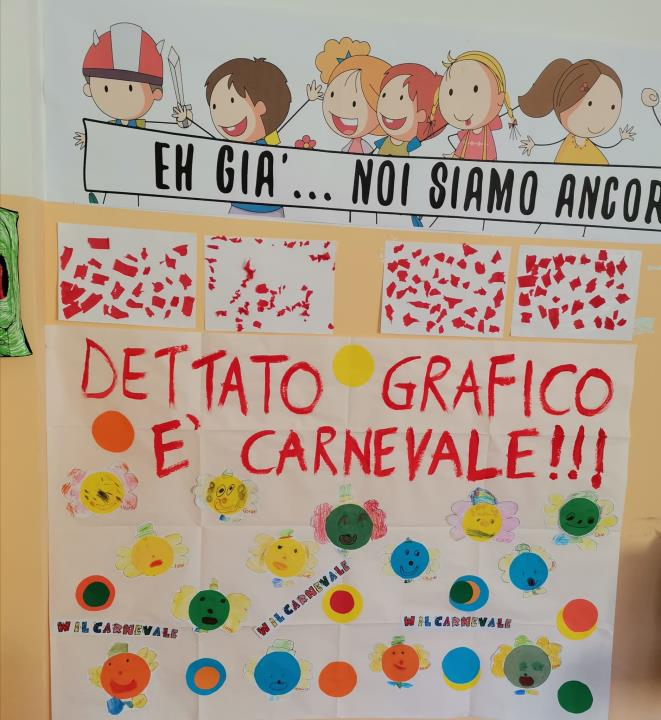 EH GIA'... NOI SIAMO ANCOR
DETTATO GRAFICO
È CARNEVALE!!!
W IL CARNEVALE
W IL CARNEVALE
W IL CARNEVALE